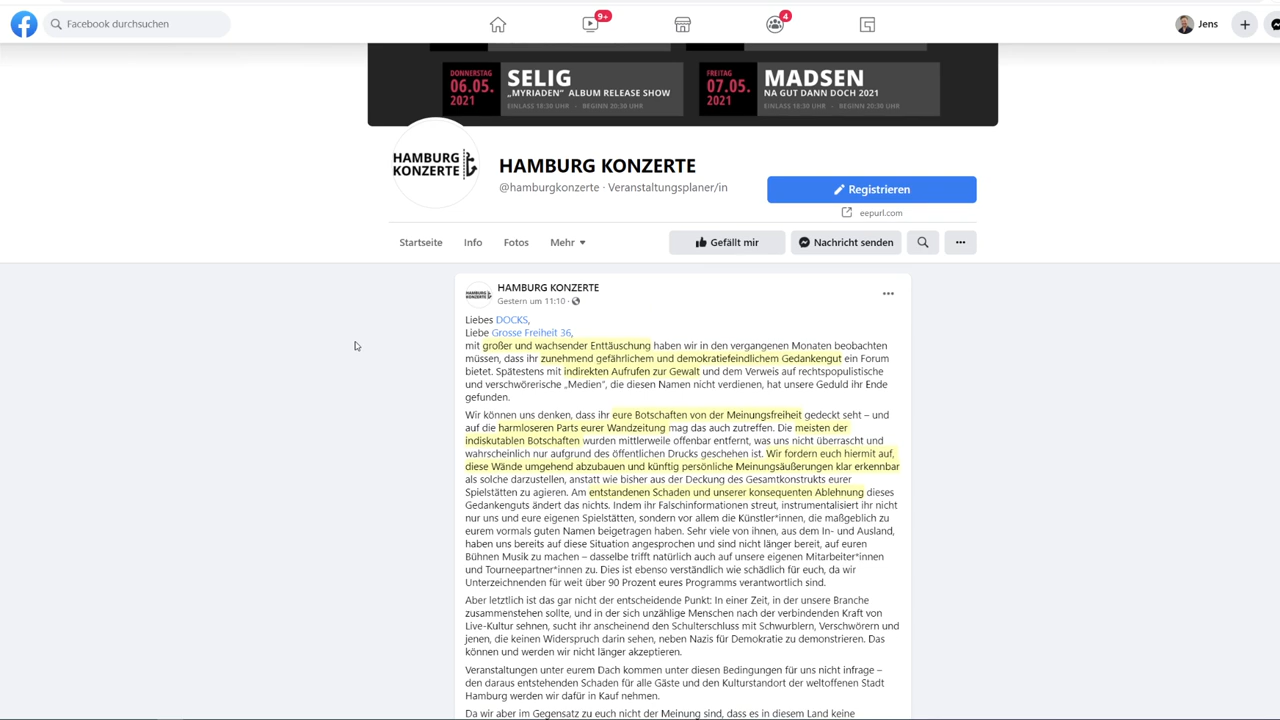 Facebook durchsuchen
9+
4
Jens
DONNERSTAG
06.05.
2021
SELIG
„MYRIADEN" ALBUM RELEASE SHOW
EINLASS 18:30 UHR - BEGINN 20:30 UHR
FREITAG
07.05.
2021
MADSEN
NA GUT DANN DOCH 2021
EINLASS 18:30 UHR - BEGINN 20:30 UHR
HAMBURG
KONZERTE
HAMBURG KONZERTE
@hamburgkonzerte · Veranstaltungsplaner/in
Registrieren
eepurl.com
Startseite
Info
Fotos
Mehr
Gefällt mir
Nachricht senden
HAMBURG
KONZERTE
HAMBURG KONZERTE
Gestern um 11:10 ·
Liebes DOCKS,
Liebe Grosse Freiheit 36,
mit großer und wachsender Enttäuschung haben wir in den vergangenen Monaten beobachten
müssen, dass ihr zunehmend gefährlichem und demokratiefeindlichem Gedankengut ein Forum
bietet. Spätestens mit indirekten Aufrufen zur Gewalt und dem Verweis auf rechtspopulistische
und verschwörerische „Medien", die diesen Namen nicht verdienen, hat unsere Geduld ihr Ende
gefunden.
Wir können uns denken, dass ihr eure Botschaften von der Meinungsfreiheit gedeckt seht – und
auf die harmloseren Parts eurer Wandzeitung mag das auch zutreffen. Die meisten der
indiskutablen Botschaften wurden mittlerweile offenbar entfernt, was uns nicht überrascht und
wahrscheinlich nur aufgrund des öffentlichen Drucks geschehen ist. Wir fordern euch hiermit auf,
diese Wände umgehend abzubauen und künftig persönliche Meinungsäußerungen klar erkennbar
als solche darzustellen, anstatt wie bisher aus der Deckung des Gesamtkonstrukts eurer
Spielstätten zu agieren. Am entstandenen Schaden und unserer konsequenten Ablehnung dieses
Gedankenguts ändert das nichts. Indem ihr Falschinformationen streut, instrumentalisiert ihr nicht
nur uns und eure eigenen Spielstätten, sondern vor allem die Künstler*innen, die maßgeblich zu
eurem vormals guten Namen beigetragen haben. Sehr viele von ihnen, aus dem In- und Ausland,
haben uns bereits auf diese Situation angesprochen und sind nicht länger bereit, auf euren
Bühnen Musik zu machen – dasselbe trifft natürlich auch auf unsere eigenen Mitarbeiter*innen
und Tourneepartner*innen zu. Dies ist ebenso verständlich wie schädlich für euch, da wir
Unterzeichnenden für weit über 90 Prozent eures Programms verantwortlich sind.
Aber letztlich ist das gar nicht der entscheidende Punkt: In einer Zeit, in der unsere Branche
zusammenstehen sollte, und in der sich unzählige Menschen nach der verbindenden Kraft von
Live-Kultur sehnen, sucht ihr anscheinend den Schulterschluss mit Schwurblern, Verschwörern und
jenen, die keinen Widerspruch darin sehen, neben Nazis für Demokratie zu demonstrieren. Das
können und werden wir nicht länger akzeptieren.
Veranstaltungen unter eurem Dach kommen unter diesen Bedingungen für uns nicht infrage –
den daraus entstehenden Schaden für alle Gäste und den Kulturstandort der weltoffenen Stadt
Hamburg werden wir dafür in Kauf nehmen.
Da wir aber im Gegensatz zu euch nicht der Meinung sind, dass es in diesem Land keine